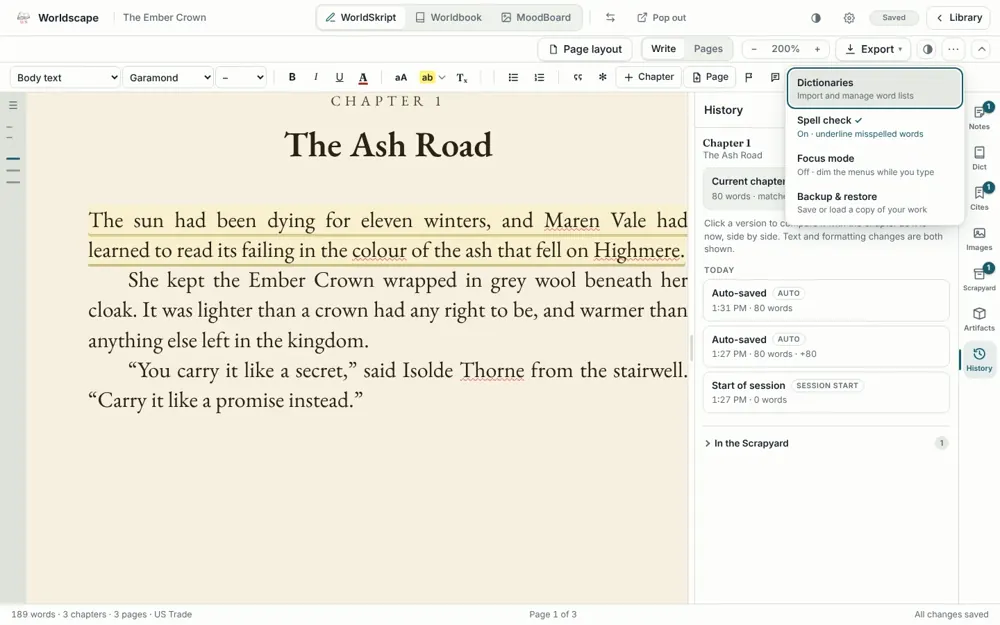 Worldscape
The Ember Crown
WorldSkript
Worldbook
MoodBoard
Pop out
Saved
Library
Page layout
Write
Pages
− 200% +
Export
Body text
Garamond
–
B I U A
aA
ab
Tx
+ Chapter
Page
Dictionaries
Import and manage word lists
Spell check ✓
On · underline misspelled words
Focus mode
Off · dim the menus while you type
Backup & restore
Save or load a copy of your work
CHAPTER 1
The Ash Road
The sun had been dying for eleven winters, and Maren Vale had
learned to read its failing in the colour of the ash that fell on Highmere.
She kept the Ember Crown wrapped in grey wool beneath her
cloak. It was lighter than a crown had any right to be, and warmer than
anything else left in the kingdom.
“You carry it like a secret,” said Isolde Thorne from the stairwell.
“Carry it like a promise instead.”
History
Chapter 1
The Ash Road
Current chapter
80 words · matche
Click a version to
now, side by side. Text and formatting changes are both
shown.
TODAY
Auto-saved AUTO
1:31 PM · 80 words
Auto-saved AUTO
1:27 PM · 80 words · +80
Start of session SESSION START
1:27 PM · 0 words
In the Scrapyard 1
1
Notes
Dict
1
Cites
Images
1
Scrapyard
Artifacts
History
189 words · 3 chapters · 3 pages · US Trade
Page 1 of 3
All changes saved